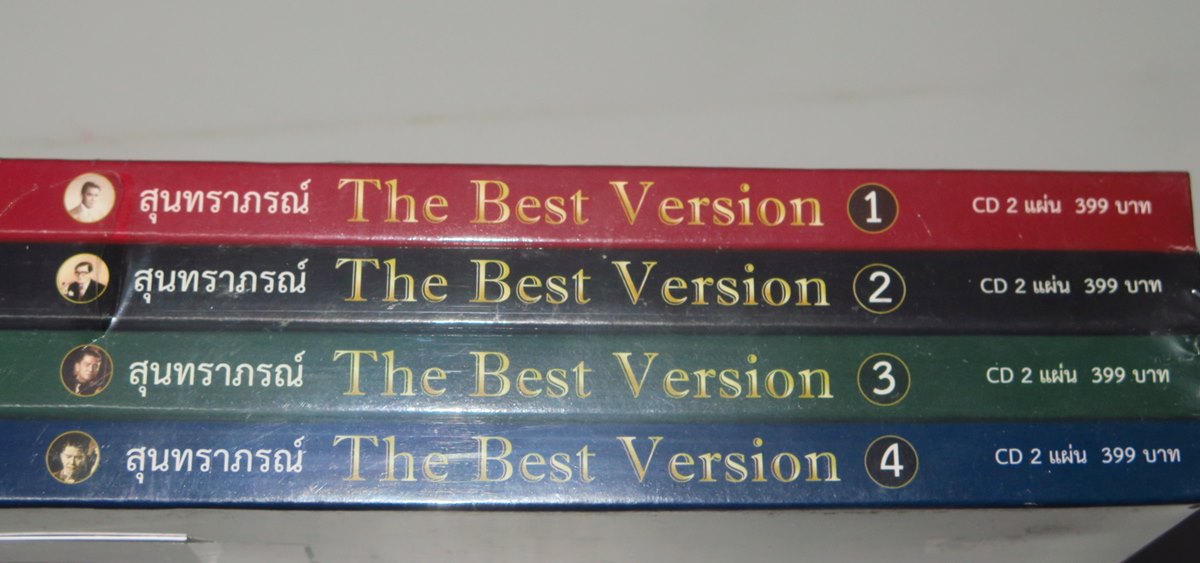 สุนทราภรณ์ The Best Version 1 CD 2 แผ่น 399 บาท
สุนทราภรณ์ The Best Version 2 CD 2 แผ่น 399 บาท
สุนทราภรณ์ The Best Version 3 CD 2 แผ่น 399 บาท
สุนทราภรณ์ The Best Version 4 CD 2 แผ่น 399 บาท